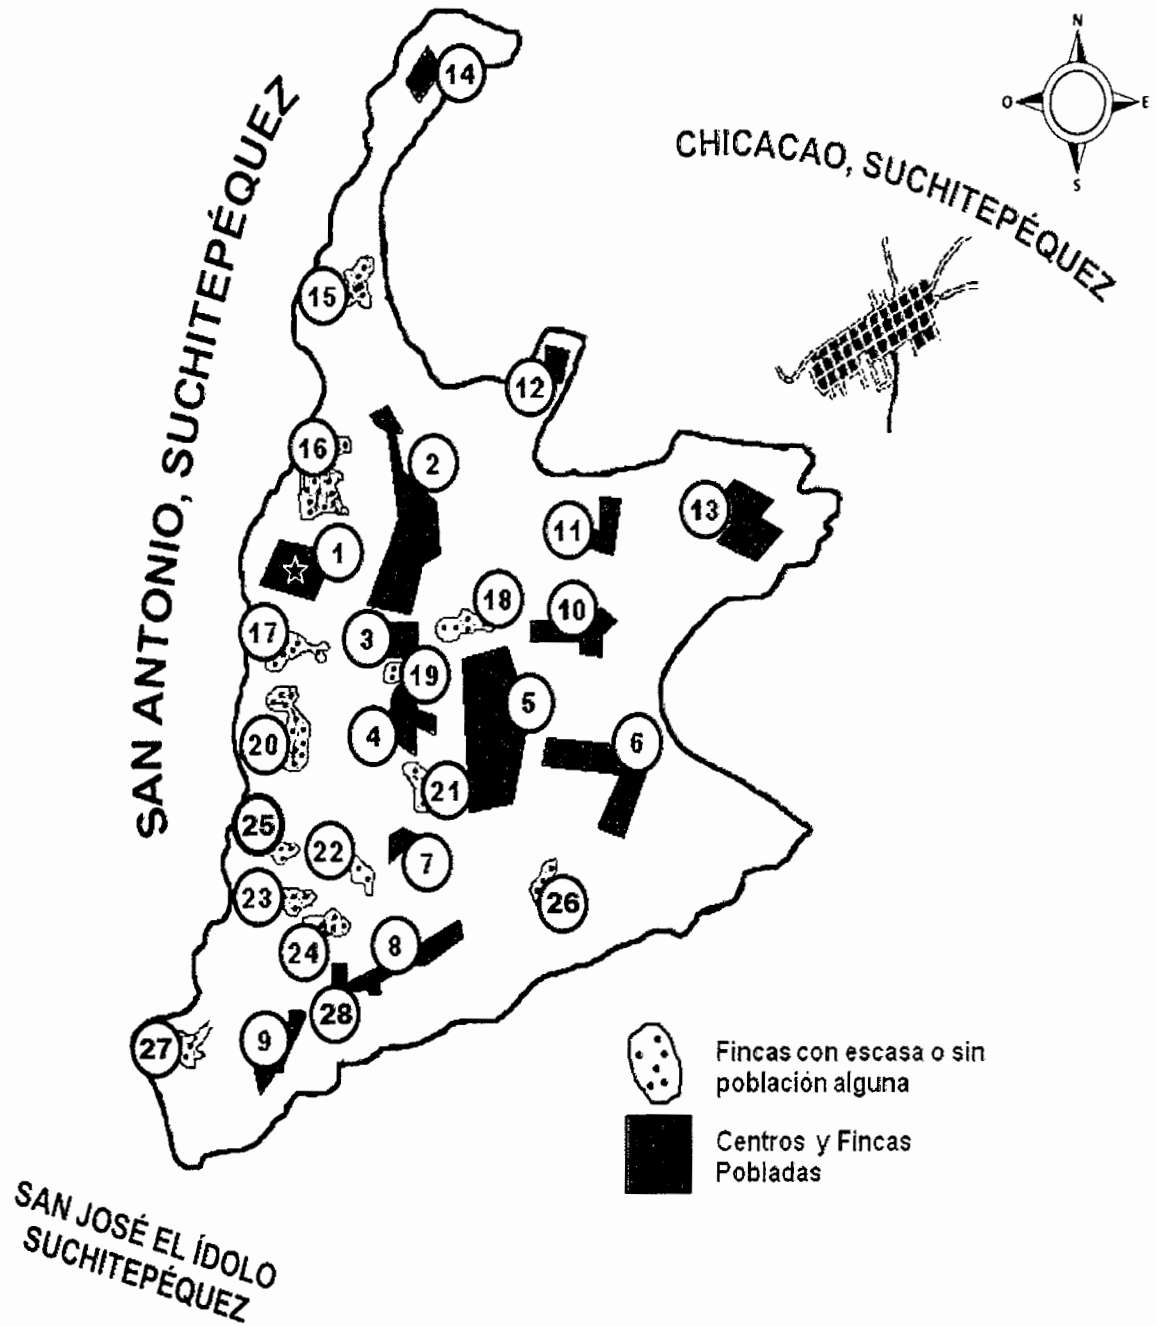 N
O
E
S
CHICACAO, SUCHITEPÉQUEZ
SAN ANTONIO, SUCHITEPÉQUEZ
14
15
12
16
2
13
11
1
18
10
17
3
19
5
4
20
6
21
25
22
7
23
26
8
24
28
9
27
Fincas con escasa o sin
población alguna
Centros y Fincas
Pobladas
SAN JOSÉ EL ÍDOLO
SUCHITEPÉQUEZ